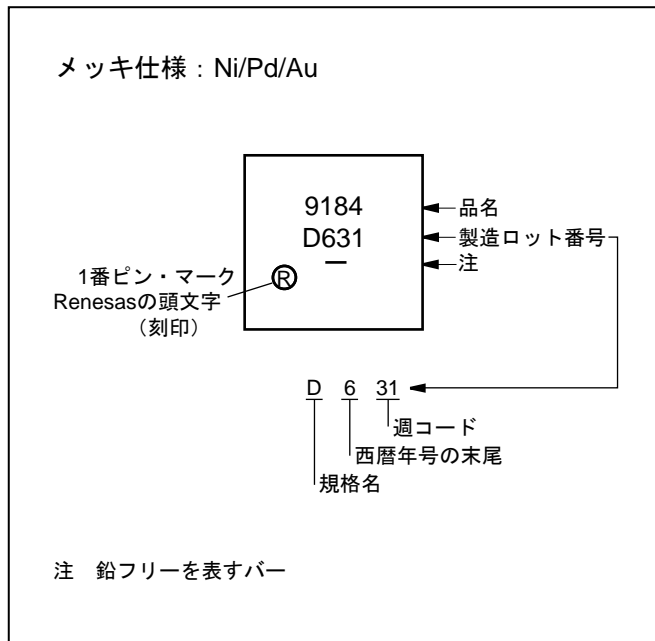 メッキ仕様：Ni/Pd/Au
9184
D631
品名
製造ロット番号
注
R
1番ピン・マーク
Renesasの頭文字
（刻印）
D 6 31
週コード
西暦年号の末尾
規格名
注 鉛フリーを表すバー